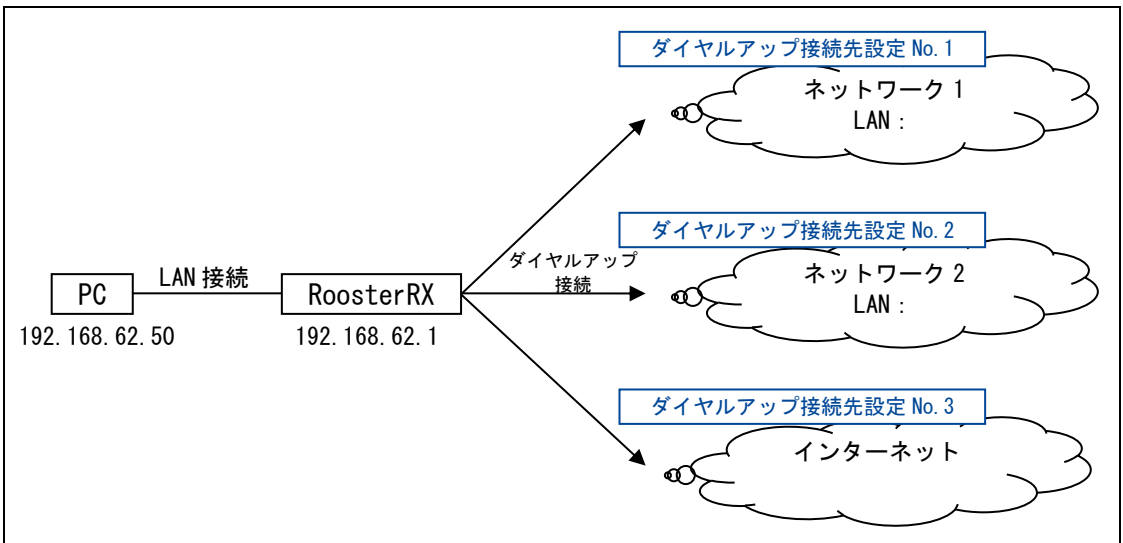 ダイヤルアップ接続先設定 No.1
ネットワーク 1
LAN :
ダイヤルアップ接続先設定 No.2
ダイヤルアップ
接続
ネットワーク 2
LAN :
LAN 接続
PC
RoosterRX
192.168.62.50
192.168.62.1
ダイヤルアップ接続先設定 No.3
インターネット